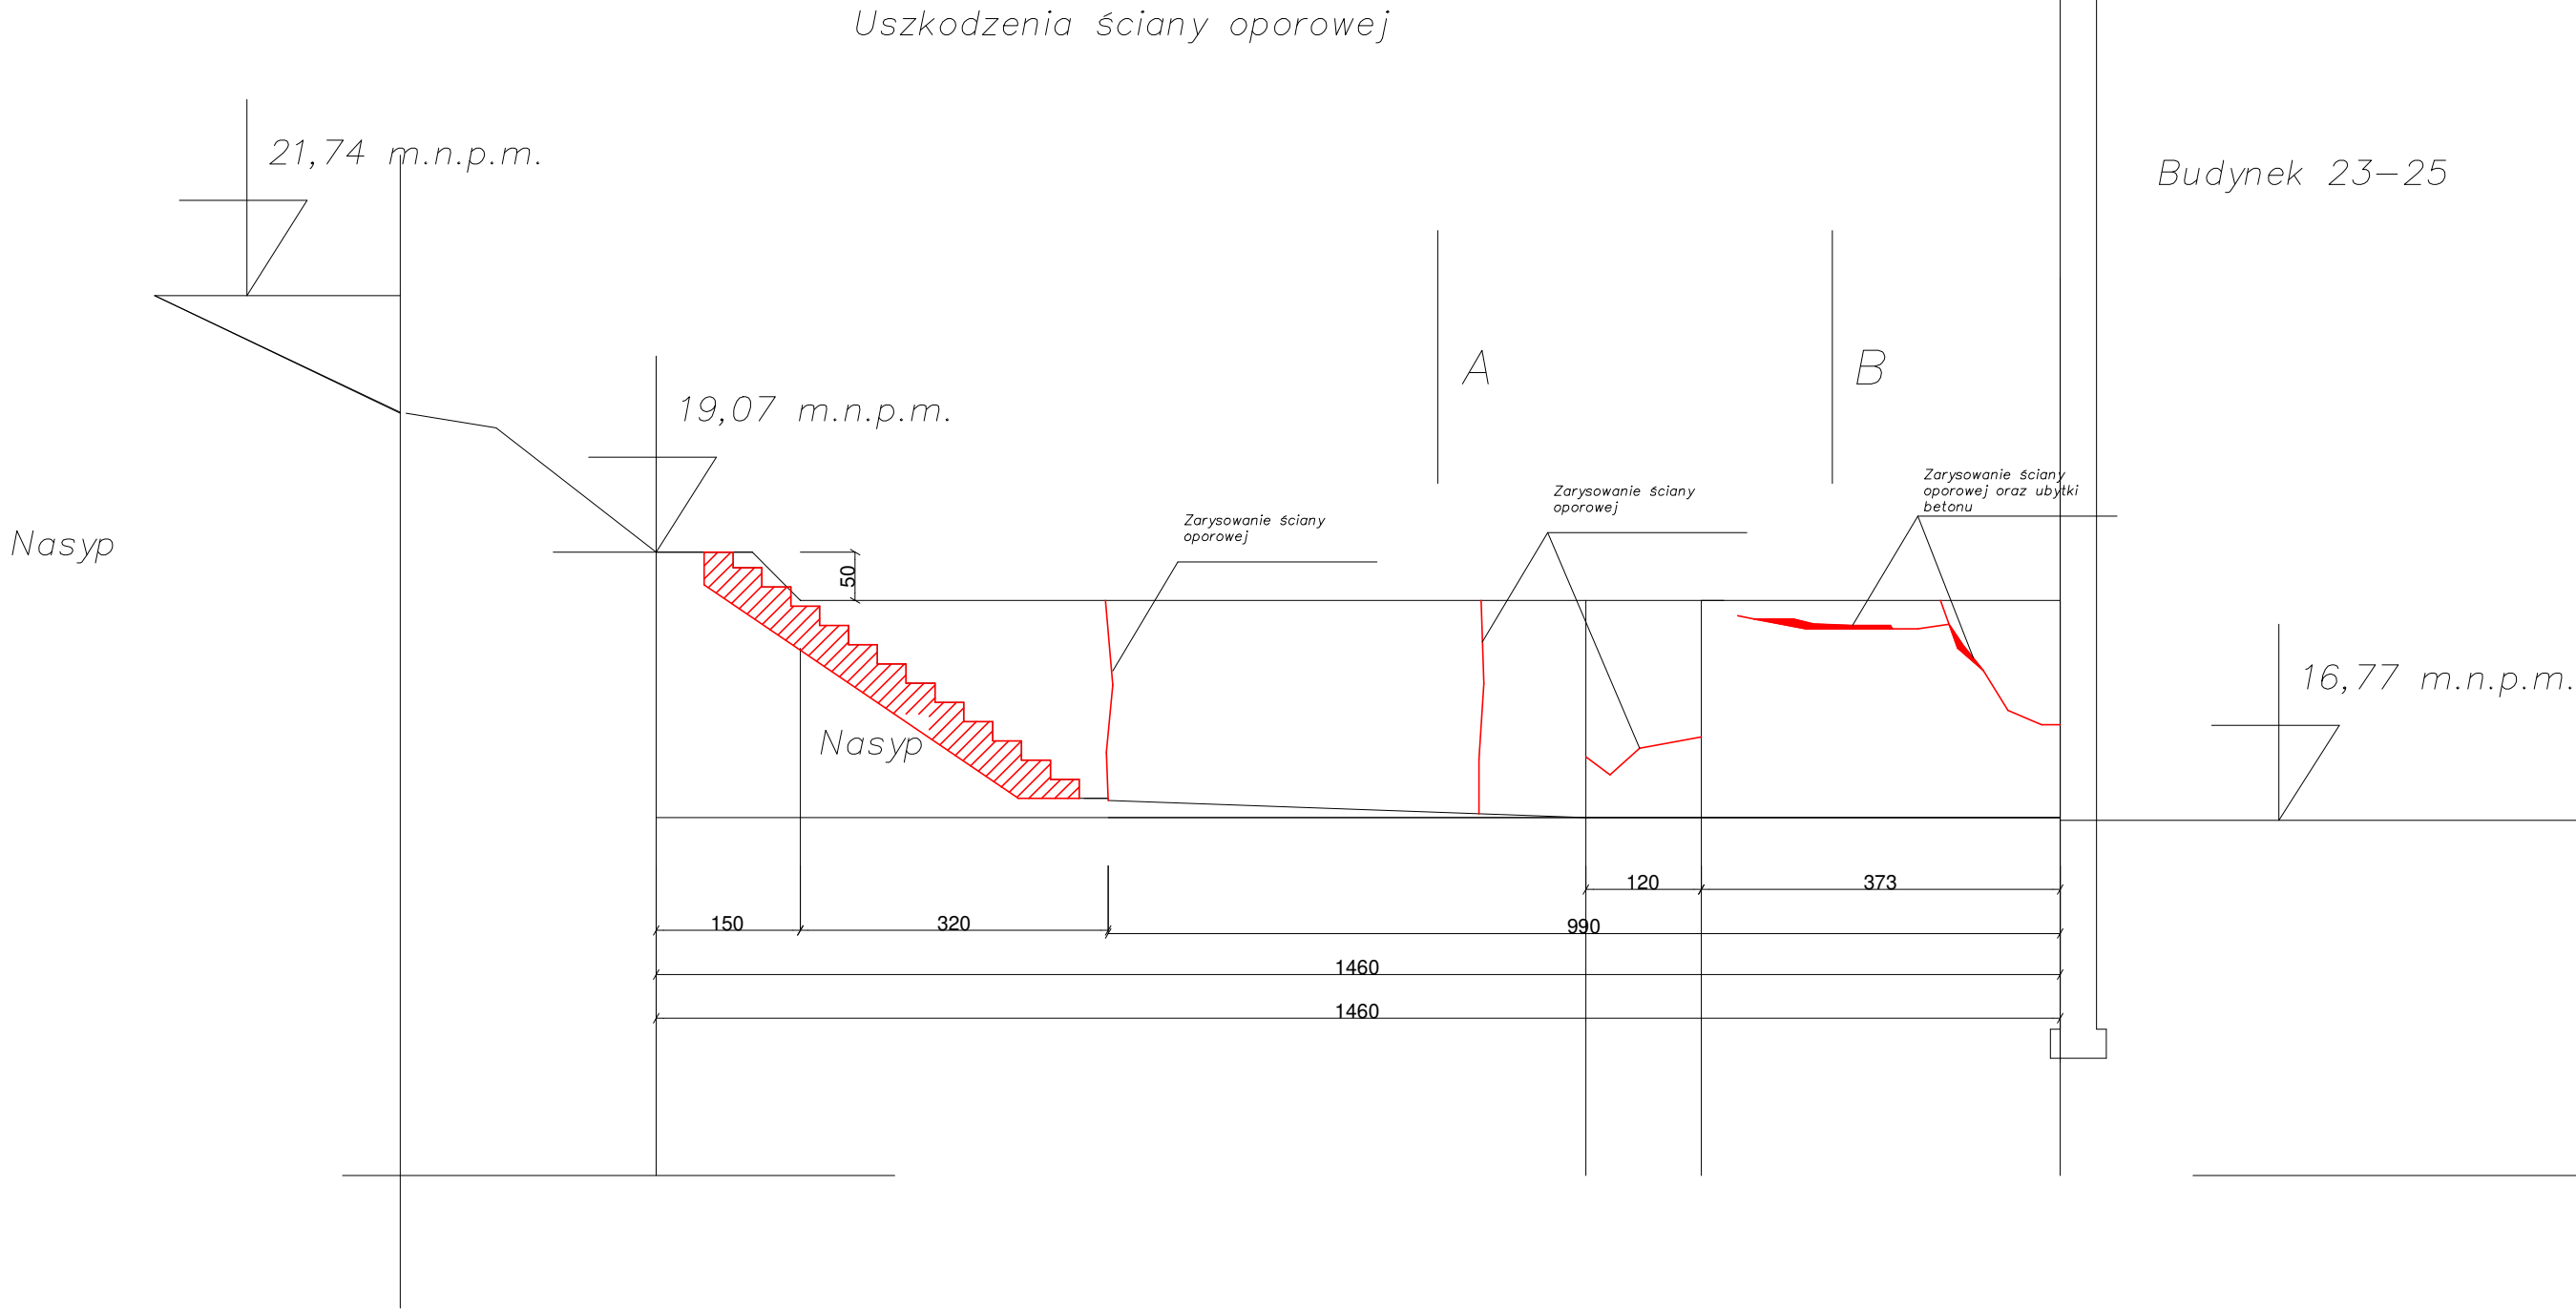 Uszkodzenia ściany oporowej
21,74 m.n.p.m.
Budynek 23-25
A
B
19,07 m.n.p.m.
Zarysowanie ściany
oporowej oraz ubytki
betonu
Zarysowanie ściany
oporowej
Zarysowanie ściany
oporowej
Nasyp
50
16,77 m.n.p.m.
Nasyp
120
373
150
320
990
1460
1460